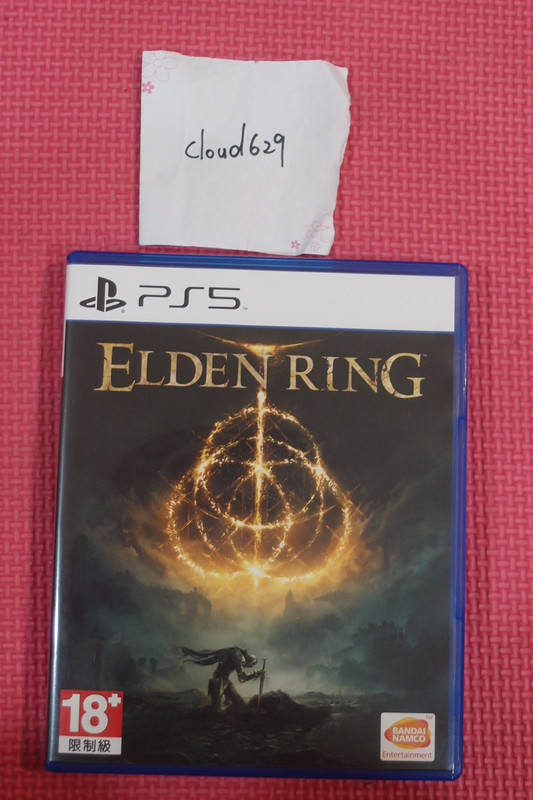 cloud629
PS5
ELDEN RING
18+
限制級
BANDAI
NAMCO
Entertainment